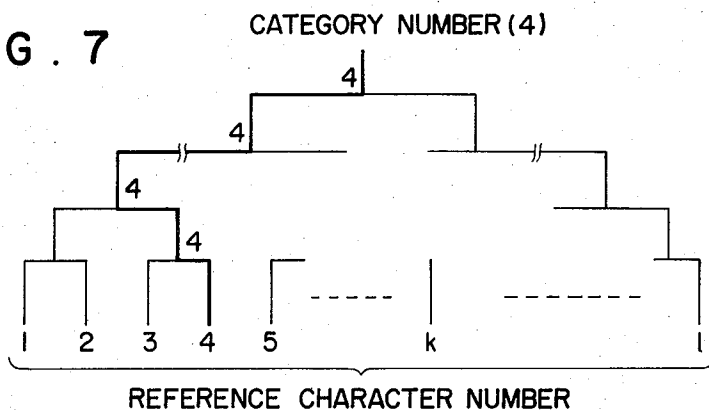 CATEGORY NUMBER (4)
G . 7
4
4
4
4
1 2 3 4 5 k l
REFERENCE CHARACTER NUMBER